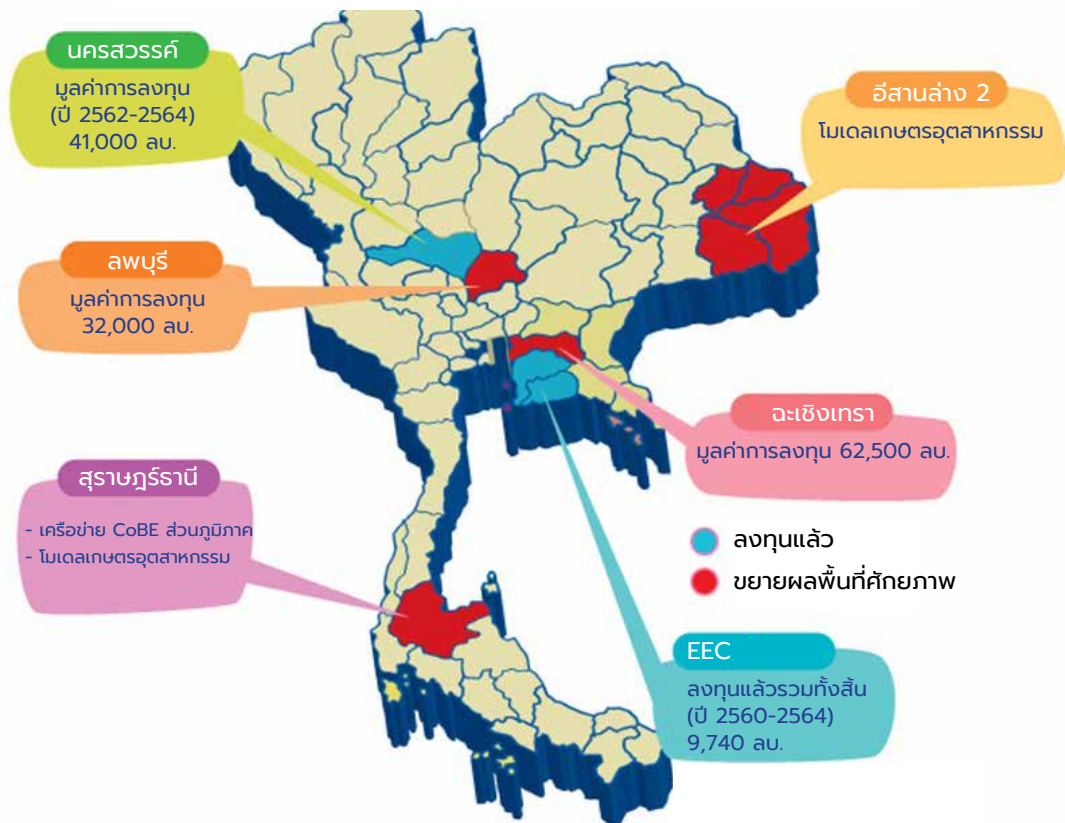 นครสวรรค์
มูลค่าการลงทุน
(ปี 2562-2564)
41,000 ลบ.
อีสานล่าง 2
โมเดลเกษตรอุตสาหกรรม
ลพบุรี
มูลค่าการลงทุน
32,000 ลบ.
ฉะเชิงเทรา
มูลค่าการลงทุน 62,500 ลบ.
สุราษฎร์ธานี
- เครือข่าย CoBE ส่วนภูมิภาค
- โมเดลเกษตรอุตสาหกรรม
ลงทุนแล้ว
ขยายผลพื้นที่ศักยภาพ
EEC
ลงทุนแล้วรวมทั้งสิ้น
(ปี 2560-2564)
9,740 ลบ.